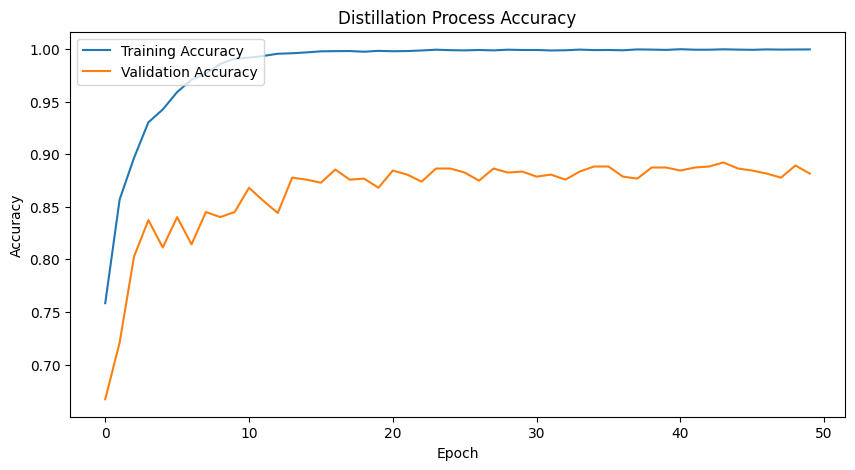 Distillation Process Accuracy
Training Accuracy
Validation Accuracy
1.00
0.95
0.90
0.85
0.80
0.75
0.70
Accuracy
0
10
20
30
40
50
Epoch